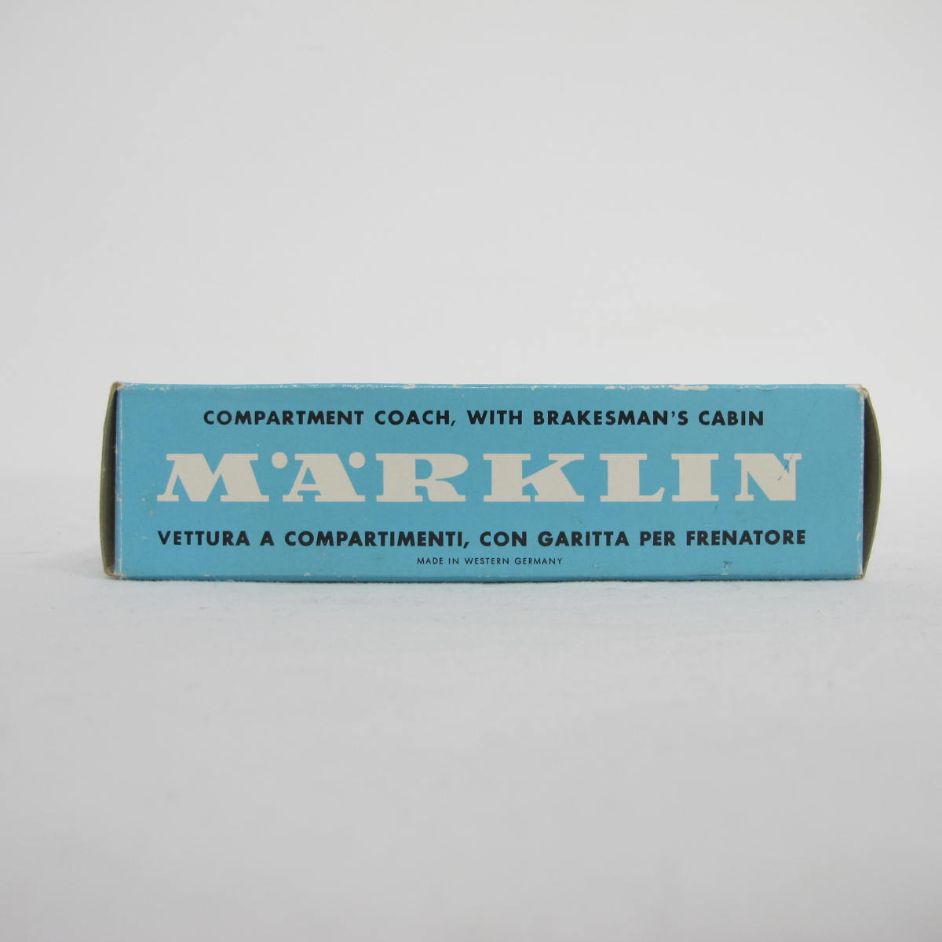 COMPARTMENT COACH, WITH BRAKESMAN'S CABIN
MÄRKLIN
VETTURA A COMPARTIMENTI, CON GARITTA PER FRENATORE
MADE IN WESTERN GERMANY